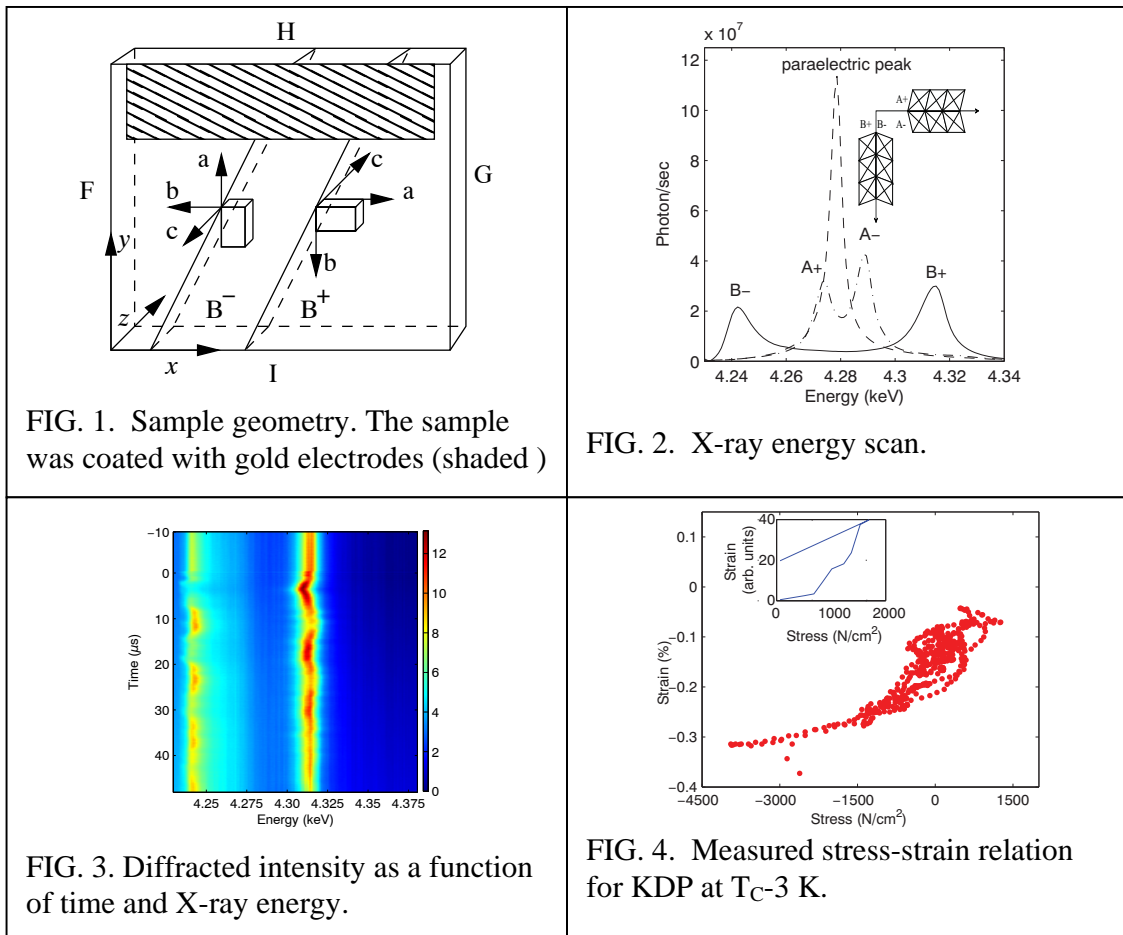 H
F
G
a
b
c
c
a
b
y
z
x
B⁻
B⁺
I
FIG. 1. Sample geometry. The sample
was coated with gold electrodes (shaded )
x 10⁷
paraelectric peak
A+
B+ B- A-
A+
A−
B−
B+
12
10
8
6
4
2
0
Photon/sec
4.24 4.26 4.28 4.3 4.32 4.34
Energy (keV)
FIG. 2. X-ray energy scan.
−10
0
10
20
30
40
Time (µs)
4.25 4.275 4.30 4.325 4.35 4.375
Energy (keV)
12
10
8
6
4
2
0
FIG. 3. Diffracted intensity as a function
of time and X-ray energy.
0.1
0
−0.1
−0.2
−0.3
−0.4
Strain (%)
−4500 −3000 −1500 0 1500
Stress (N/cm²)
40
20
0
Strain
(arb. units)
0 1000 2000
Stress (N/cm²)
FIG. 4. Measured stress-strain relation
for KDP at T_C-3 K.